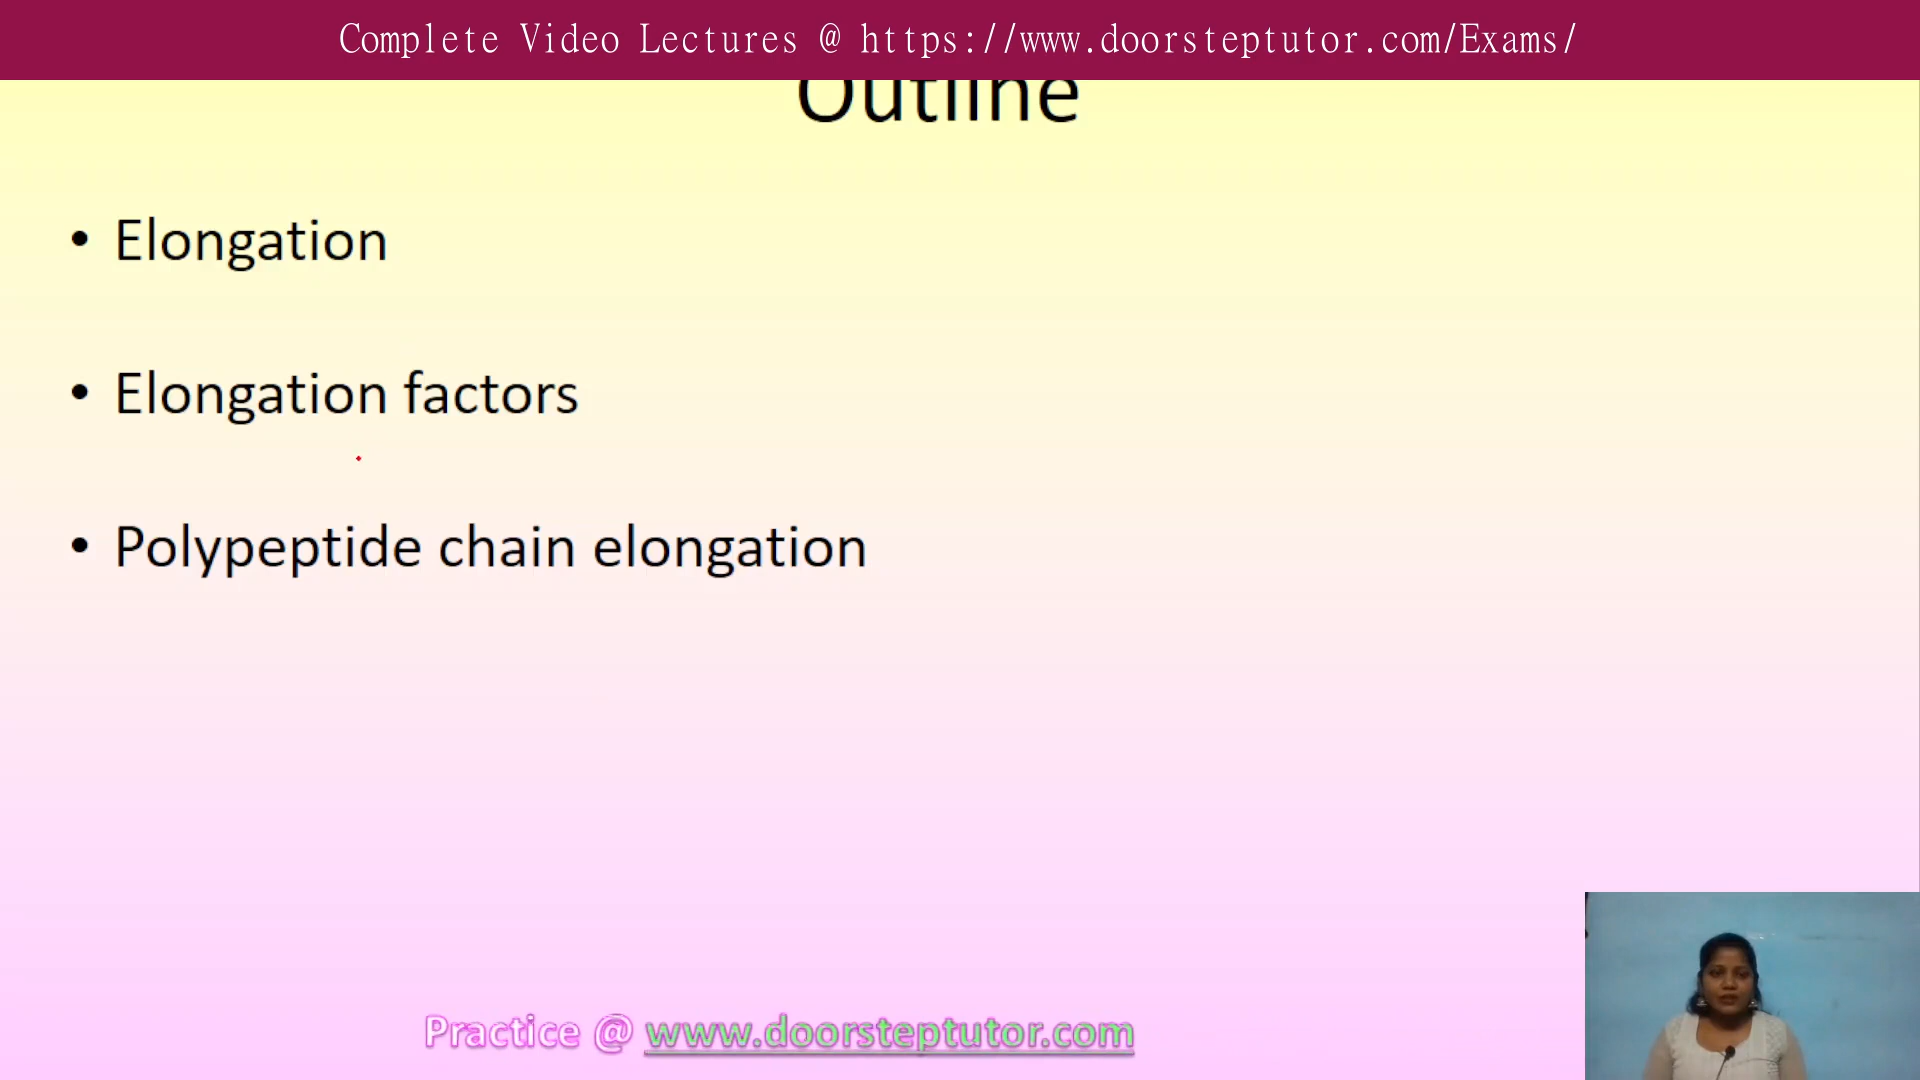 Complete Video Lectures @ https://www.doorsteptutor.com/Exams/
Outline
• Elongation
• Elongation factors
• Polypeptide chain elongation
Practice @ www.doorsteptutor.com